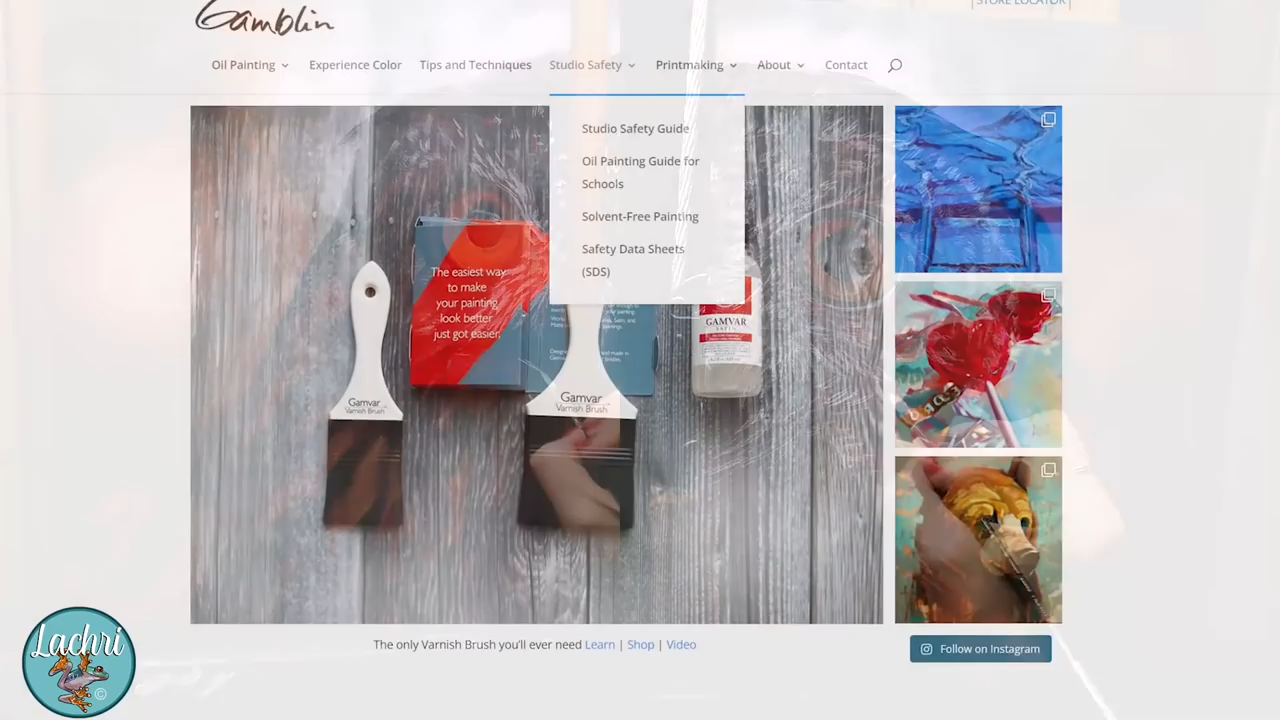 Gamblin
STORE LOCATOR
Oil Painting
Experience Color
Tips and Techniques
Studio Safety
Printmaking
About
Contact
Studio Safety Guide
Oil Painting Guide for
Schools
Solvent-Free Painting
Safety Data Sheets
(SDS)
The easiest way
to make
your painting
look better
just got easier.
GAMVAR
SATIN
Gamvar
Varnish Brush
Gamvar
Varnish Brush
The only Varnish Brush you'll ever need Learn | Shop | Video
Follow on Instagram
Lachri
©